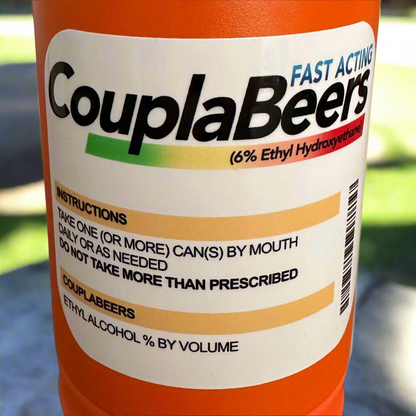 FAST ACTING
CouplaBeers
(6% Ethyl Hydroxyethane)
INSTRUCTIONS
TAKE ONE (OR MORE) CAN(S) BY MOUTH
DAILY OR AS NEEDED
DO NOT TAKE MORE THAN PRESCRIBED
COUPLABEERS
ETHYL ALCOHOL % BY VOLUME